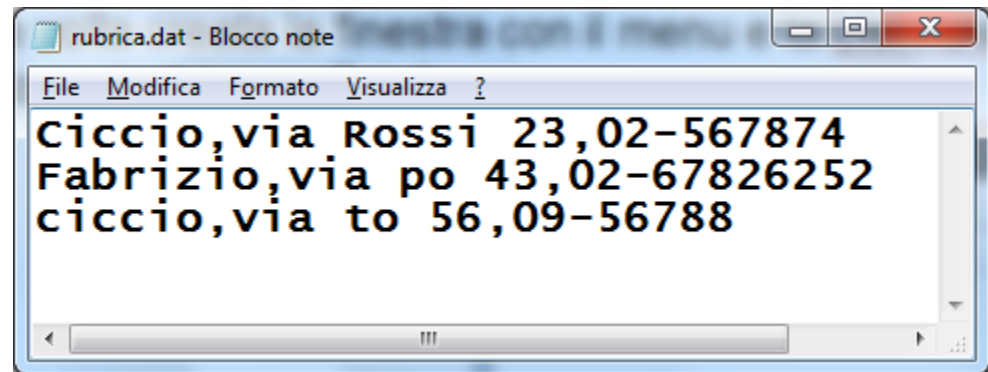 rubrica.dat - Blocco note
File Modifica Formato Visualizza ?
Ciccio,via Rossi 23,02-567874
Fabrizio,via po 43,02-67826252
ciccio,via to 56,09-56788